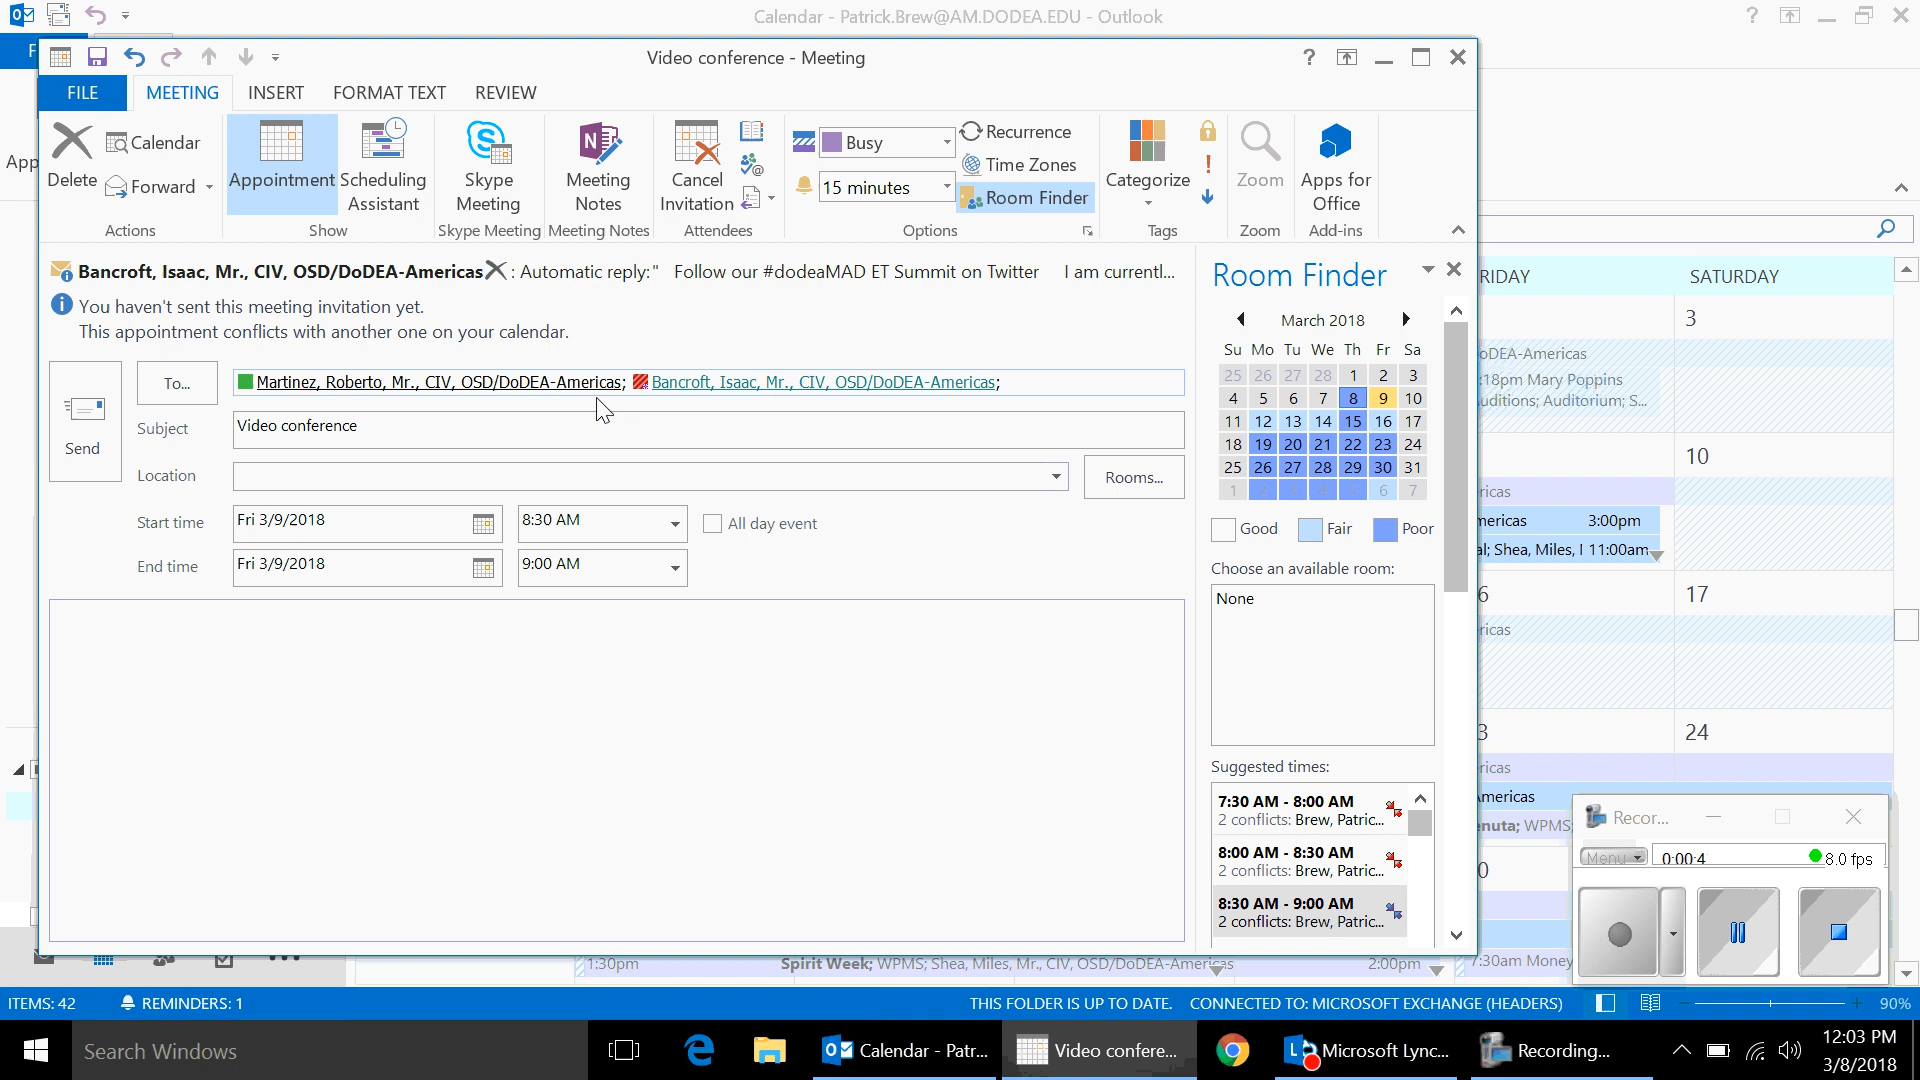 Calendar - Patrick.Brew@AM.DODEA.EDU - Outlook
Video conference - Meeting
FILE MEETING INSERT FORMAT TEXT REVIEW
App
Delete
Calendar
Forward
Appointment
Scheduling
Assistant
Skype
Meeting
Meeting
Notes
Cancel
Invitation
Busy
15 minutes
Recurrence
Time Zones
Room Finder
Categorize
Zoom
Apps for
Office
Actions Show Skype Meeting Meeting Notes Attendees Options Tags Zoom Add-ins
Bancroft, Isaac, Mr., CIV, OSD/DoDEA-Americas : Automatic reply:" Follow our #dodeaMAD ET Summit on Twitter I am currentl...
You haven't sent this meeting invitation yet.
This appointment conflicts with another one on your calendar.
To... Martinez, Roberto, Mr., CIV, OSD/DoDEA-Americas; Bancroft, Isaac, Mr., CIV, OSD/DoDEA-Americas;
Send
Subject Video conference
Location Rooms...
Start time Fri 3/9/2018 8:30 AM All day event
End time Fri 3/9/2018 9:00 AM
Room Finder
March 2018
Su Mo Tu We Th Fr Sa
25 26 27 28 1 2 3
4 5 6 7 8 9 10
11 12 13 14 15 16 17
18 19 20 21 22 23 24
25 26 27 28 29 30 31
1 2 3 4 5 6 7
Good Fair Poor
Choose an available room:
None
Suggested times:
7:30 AM - 8:00 AM
2 conflicts: Brew, Patric...
8:00 AM - 8:30 AM
2 conflicts: Brew, Patric...
8:30 AM - 9:00 AM
2 conflicts: Brew, Patric...
RIDAY SATURDAY
3
oDEA-Americas
:18pm Mary Poppins
uditions; Auditorium; S...
10
ricas
mericas 3:00pm
al; Shea, Miles, I 11:00am
6 17
ricas
3 24
ricas
Americas
enuta; WPMS;
0
Recor...
Menu 0:00:4 8.0 fps
1:30pm Spirit Week; WPMS; Shea, Miles, Mr., CIV, OSD/DoDEA-Americas 2:00pm 7:30am Money
ITEMS: 42 REMINDERS: 1 THIS FOLDER IS UP TO DATE. CONNECTED TO: MICROSOFT EXCHANGE (HEADERS) 90%
Search Windows Calendar - Patr... Video confere... Microsoft Lync... Recording...
12:03 PM
3/8/2018